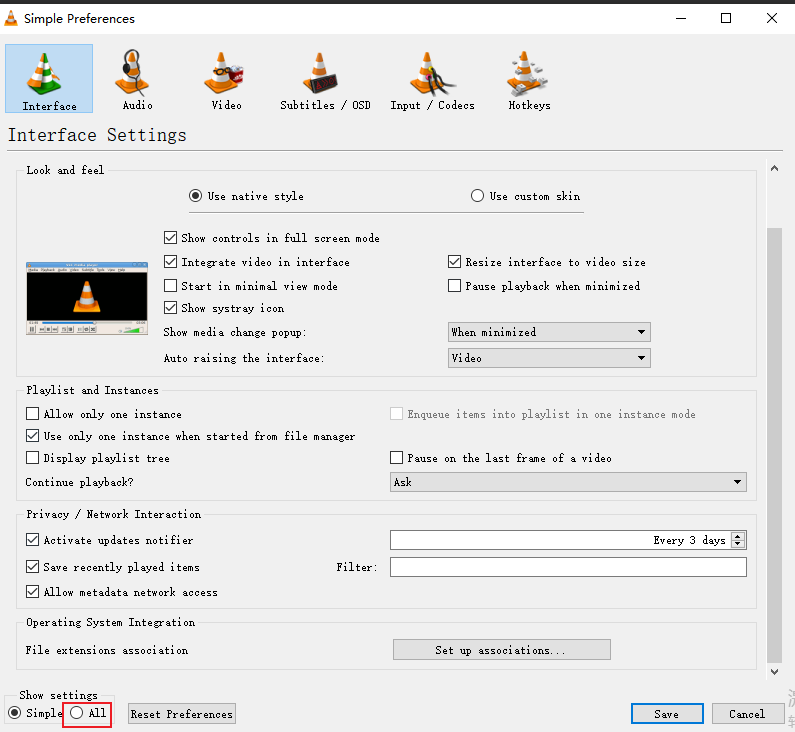 Simple Preferences
Interface Audio Video Subtitles / OSD Input / Codecs Hotkeys
Interface Settings
Look and feel
Use native style Use custom skin
Show controls in full screen mode
Integrate video in interface Resize interface to video size
Start in minimal view mode Pause playback when minimized
Show systray icon
Show media change popup: When minimized
Auto raising the interface: Video
Playlist and Instances
Allow only one instance Enqueue items into playlist in one instance mode
Use only one instance when started from file manager
Display playlist tree Pause on the last frame of a video
Continue playback? Ask
Privacy / Network Interaction
Activate updates notifier Every 3 days
Save recently played items Filter:
Allow metadata network access
Operating System Integration
File extensions association Set up associations...
Show settings
Simple All Reset Preferences Save Cancel